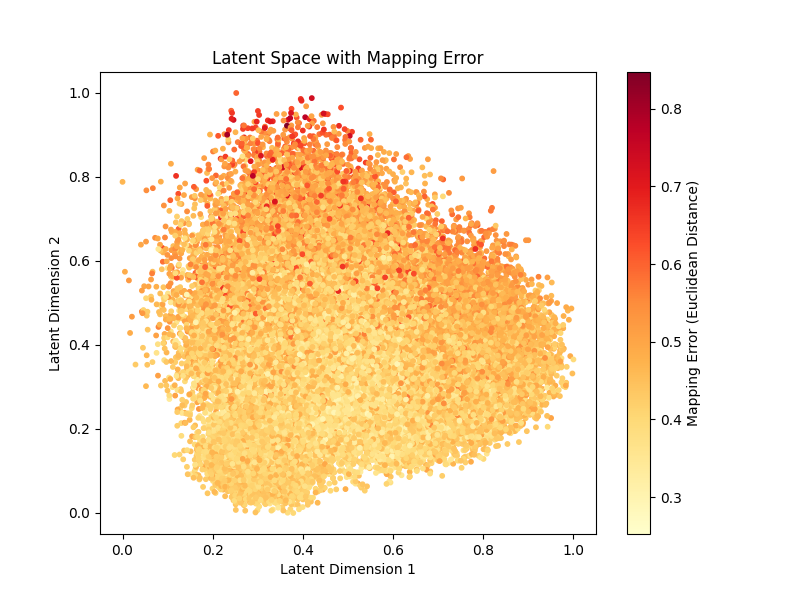 Latent Space with Mapping Error
Latent Dimension 2
1.0
0.8
0.6
0.4
0.2
0.0
0.0 0.2 0.4 0.6 0.8 1.0
Latent Dimension 1
0.8
0.7
0.6
0.5
0.4
0.3
Mapping Error (Euclidean Distance)